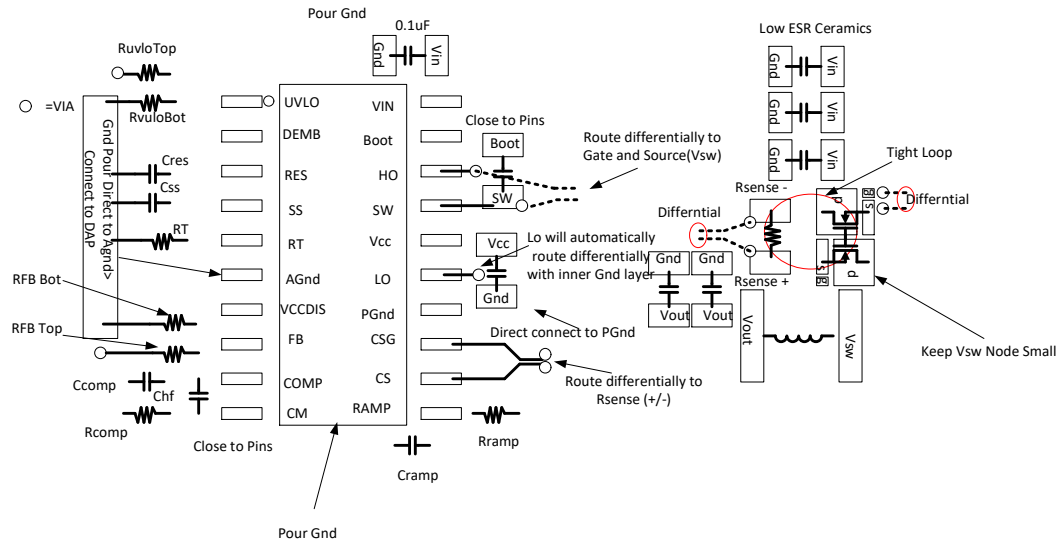 Pour Gnd
0.1uF
Gnd
Vin
Low ESR Ceramics
Gnd
Vin
Gnd
Vin
Gnd
Vin
RuvloTop
=VIA
RvuloBot
Gnd Pour Direct to Agnd>
Connect to DAP
Cres
Css
RT
RFB Bot
RFB Top
Ccomp
Chf
Rcomp
Close to Pins
UVLO
DEMB
RES
SS
RT
AGnd
VCCDIS
FB
COMP
CM
VIN
Boot
HO
SW
Vcc
LO
PGnd
CSG
CS
RAMP
Close to Pins
Boot
SW
Route differentially to
Gate and Source(Vsw)
Vcc
Gnd
Lo will automatically
route differentially
with inner Gnd layer
Direct connect to PGnd
Route differentially to
Rsense (+/-)
Rramp
Cramp
Pour Gnd
Tight Loop
Rsense -
Differntial
Rsense +
d
s
g
Differntial
s
g
d
Gnd
Gnd
Vout
Vout
Vout
Vsw
Keep Vsw Node Small